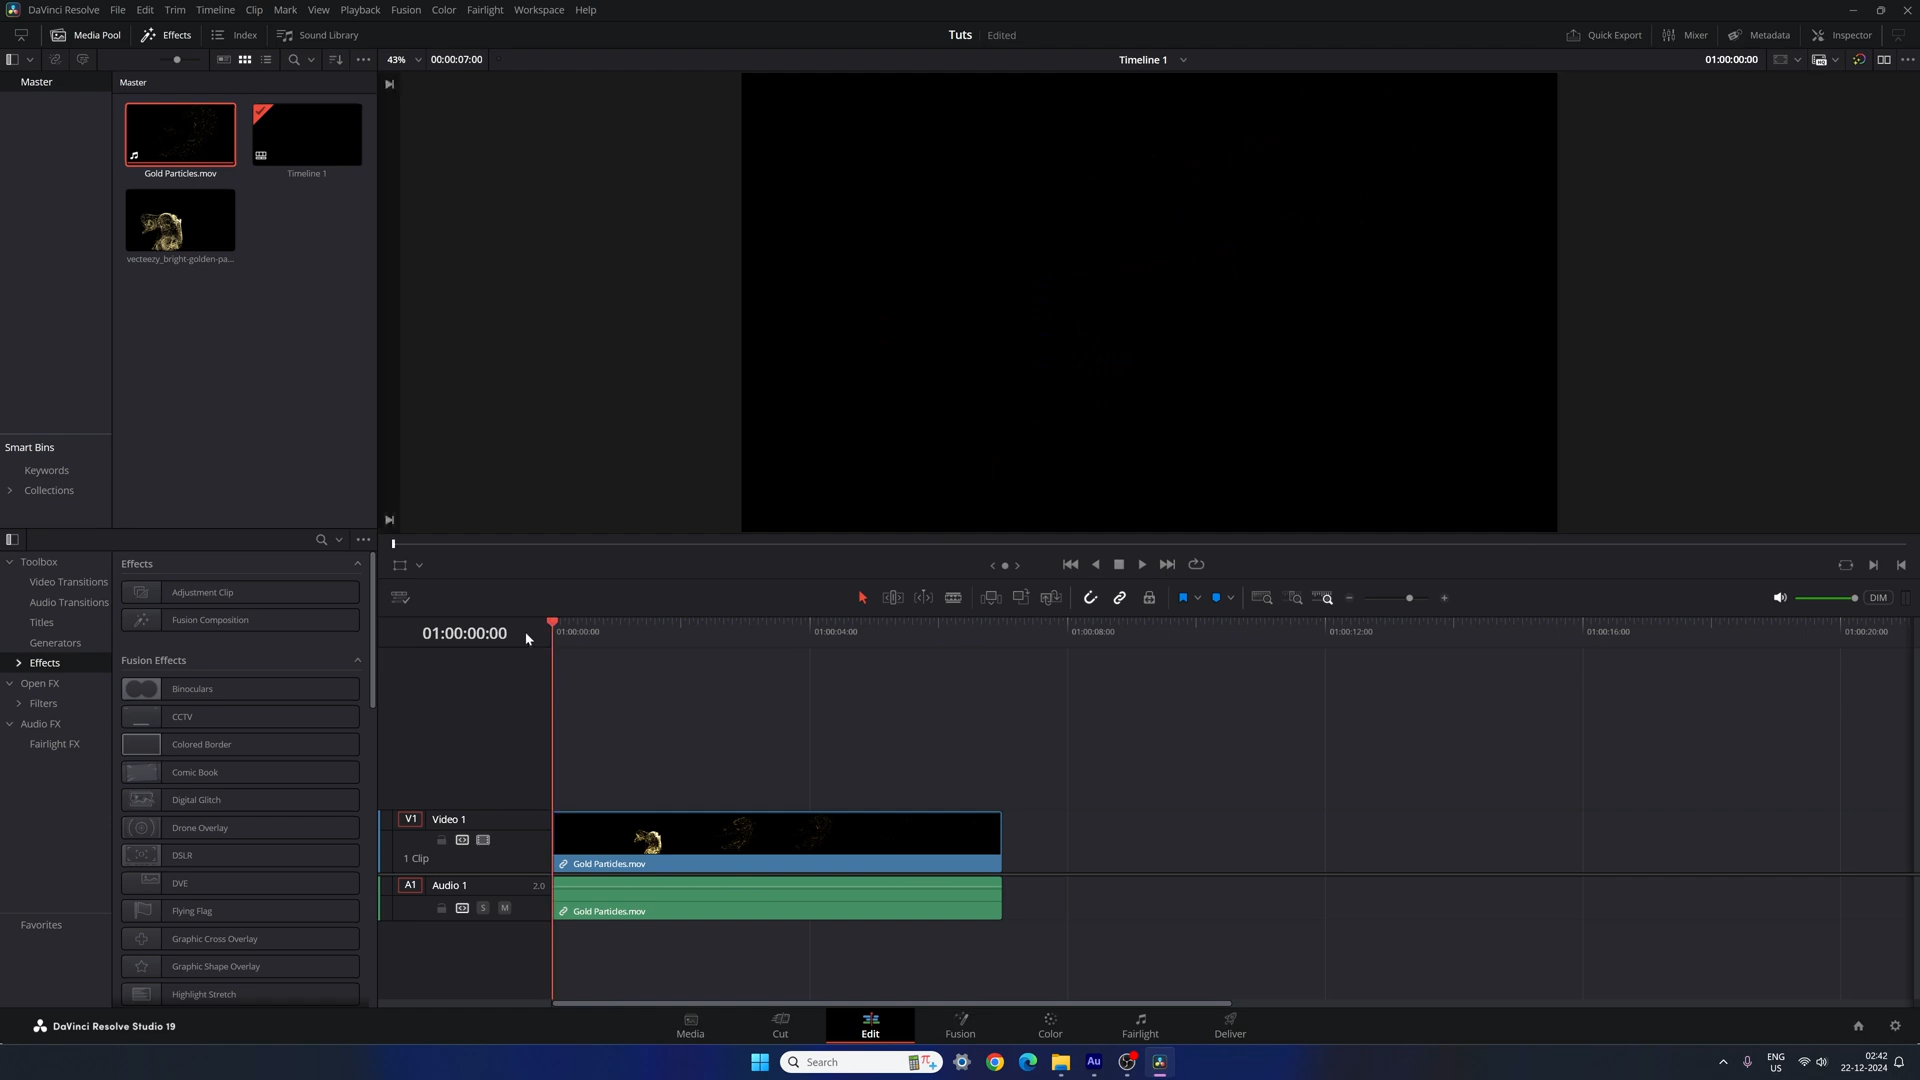 DaVinci Resolve File Edit Trim Timeline Clip Mark View Playback Fusion Color Fairlight Workspace Help
Media Pool Effects Index Sound Library Tuts Edited Quick Export Mixer Metadata Inspector
43% 00:00:07:00 Timeline 1 01:00:00:00
Master Master
Gold Particles.mov Timeline 1
vecteezy_bright-golden-pa...
Smart Bins
Keywords
Collections
Toolbox
Video Transitions
Audio Transitions
Titles
Generators
Effects
Open FX
Filters
Audio FX
Fairlight FX
Favorites
Effects
Adjustment Clip
Fusion Composition
Fusion Effects
Binoculars
CCTV
Colored Border
Comic Book
Digital Glitch
Drone Overlay
DSLR
DVE
Flying Flag
Graphic Cross Overlay
Graphic Shape Overlay
Highlight Stretch
DIM
01:00:00:00 01:00:00:00 01:00:04:00 01:00:08:00 01:00:12:00 01:00:16:00 01:00:20:00
V1 Video 1
1 Clip
Gold Particles.mov
A1 Audio 1 2.0
S M
Gold Particles.mov
DaVinci Resolve Studio 19
Media Cut Edit Fusion Color Fairlight Deliver
Search Au
ENG
US
02:42
22-12-2024